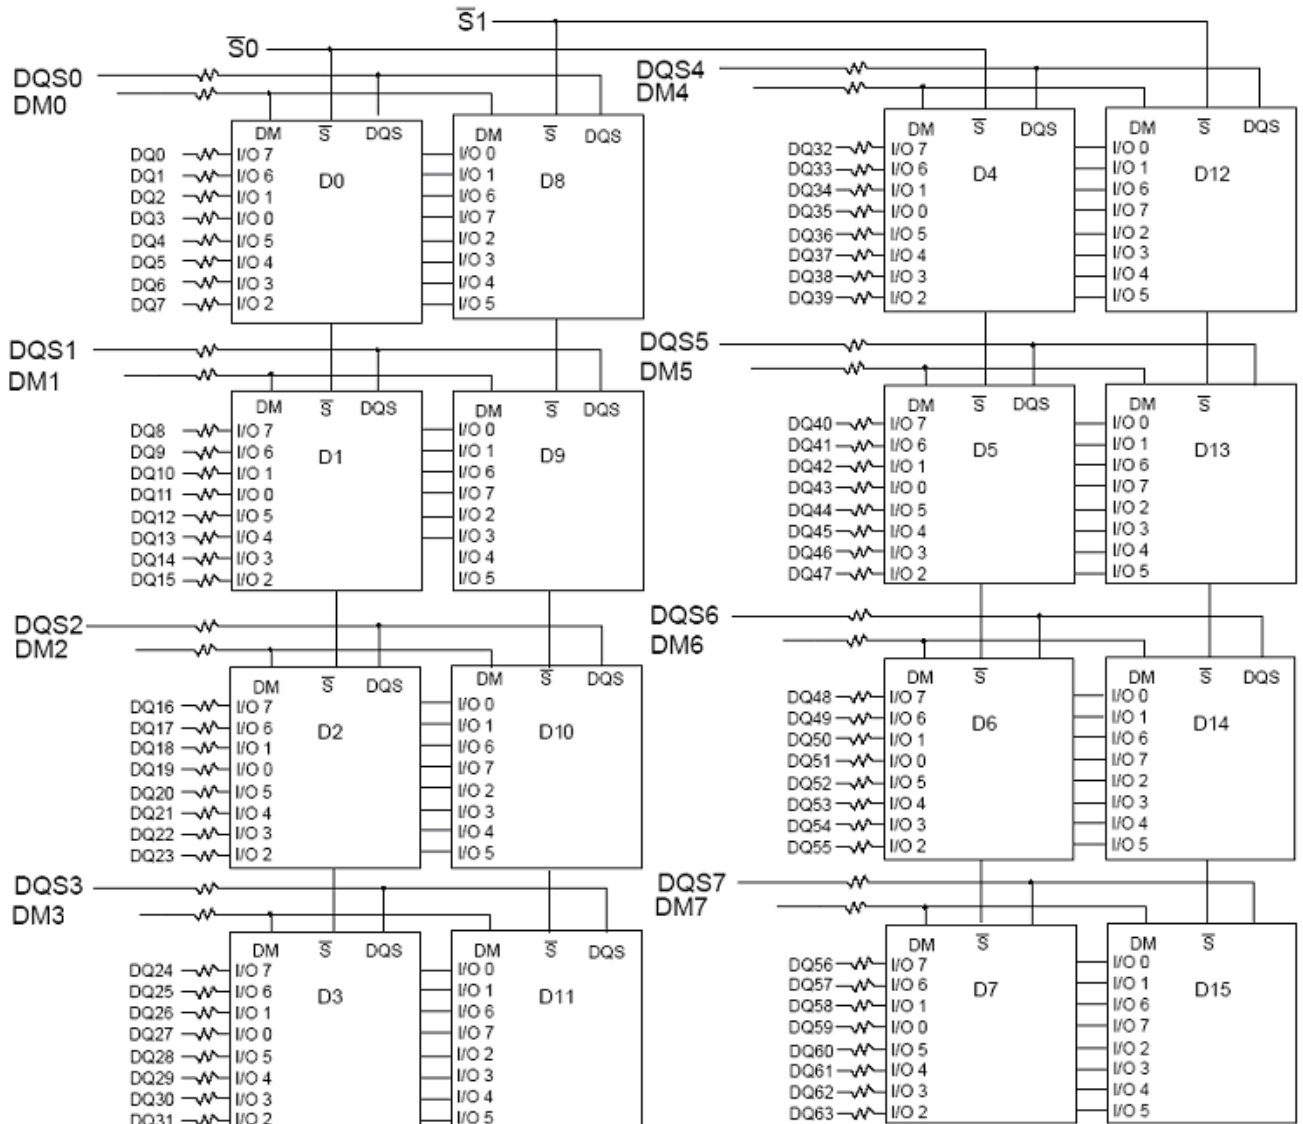 S1
S0
DQS0
DM0
DQS4
DM4
DM S DQS
D0
DQ0 I/O 7
DQ1 I/O 6
DQ2 I/O 1
DQ3 I/O 0
DQ4 I/O 5
DQ5 I/O 4
DQ6 I/O 3
DQ7 I/O 2
DM S DQS
D8
I/O 0
I/O 1
I/O 6
I/O 7
I/O 2
I/O 3
I/O 4
I/O 5
DM S DQS
D4
DQ32 I/O 7
DQ33 I/O 6
DQ34 I/O 1
DQ35 I/O 0
DQ36 I/O 5
DQ37 I/O 4
DQ38 I/O 3
DQ39 I/O 2
DM S DQS
D12
I/O 0
I/O 1
I/O 6
I/O 7
I/O 2
I/O 3
I/O 4
I/O 5
DQS1
DM1
DQS5
DM5
DM S DQS
D1
DQ8 I/O 7
DQ9 I/O 6
DQ10 I/O 1
DQ11 I/O 0
DQ12 I/O 5
DQ13 I/O 4
DQ14 I/O 3
DQ15 I/O 2
DM S DQS
D9
I/O 0
I/O 1
I/O 6
I/O 7
I/O 2
I/O 3
I/O 4
I/O 5
DM S DQS
D5
DQ40 I/O 7
DQ41 I/O 6
DQ42 I/O 1
DQ43 I/O 0
DQ44 I/O 5
DQ45 I/O 4
DQ46 I/O 3
DQ47 I/O 2
DM S
D13
I/O 0
I/O 1
I/O 6
I/O 7
I/O 2
I/O 3
I/O 4
I/O 5
DQS2
DM2
DQS6
DM6
DM S DQS
D2
DQ16 I/O 7
DQ17 I/O 6
DQ18 I/O 1
DQ19 I/O 0
DQ20 I/O 5
DQ21 I/O 4
DQ22 I/O 3
DQ23 I/O 2
DM S DQS
D10
I/O 0
I/O 1
I/O 6
I/O 7
I/O 2
I/O 3
I/O 4
I/O 5
DM S
D6
DQ48 I/O 7
DQ49 I/O 6
DQ50 I/O 1
DQ51 I/O 0
DQ52 I/O 5
DQ53 I/O 4
DQ54 I/O 3
DQ55 I/O 2
DM S DQS
D14
I/O 0
I/O 1
I/O 6
I/O 7
I/O 2
I/O 3
I/O 4
I/O 5
DQS3
DM3
DQS7
DM7
DM S DQS
D3
DQ24 I/O 7
DQ25 I/O 6
DQ26 I/O 1
DQ27 I/O 0
DQ28 I/O 5
DQ29 I/O 4
DQ30 I/O 3
DQ31 I/O 2
DM S DQS
D11
I/O 0
I/O 1
I/O 6
I/O 7
I/O 2
I/O 3
I/O 4
I/O 5
DM S
D7
DQ56 I/O 7
DQ57 I/O 6
DQ58 I/O 1
DQ59 I/O 0
DQ60 I/O 5
DQ61 I/O 4
DQ62 I/O 3
DQ63 I/O 2
DM S
D15
I/O 0
I/O 1
I/O 6
I/O 7
I/O 2
I/O 3
I/O 4
I/O 5